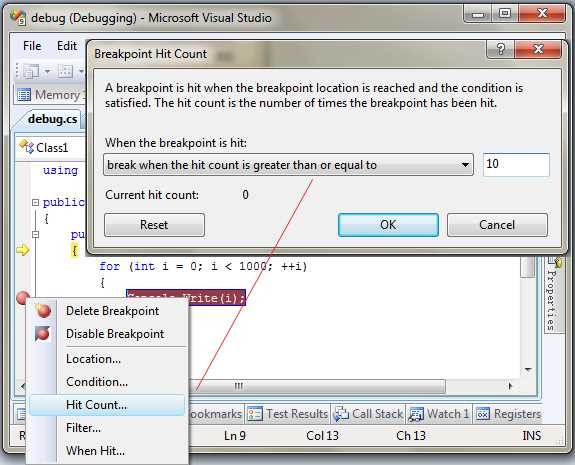 debug (Debugging) - Microsoft Visual Studio
File Edit
Breakpoint Hit Count
A breakpoint is hit when the breakpoint location is reached and the condition is
satisfied. The hit count is the number of times the breakpoint has been hit.
When the breakpoint is hit:
break when the hit count is greater than or equal to 10
Current hit count: 0
Reset OK Cancel
Memory 1
debug.cs
Class1
using
public
{
pu
{
for (int i = 0; i < 1000; ++i)
{
Console.Write(i);
Properties
Delete Breakpoint
Disable Breakpoint
Location...
Condition...
Hit Count...
Filter...
When Hit...
ookmarks Test Results Call Stack Watch 1 Registers
R Ln 9 Col 13 Ch 13 INS